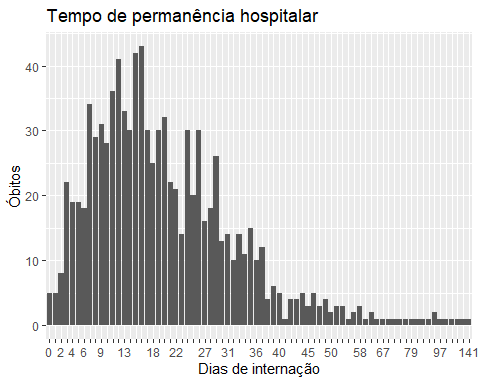 Tempo de permanência hospitalar
Óbitos
40
30
20
10
0
0 2 4 6 9 13 18 22 27 31 36 40 45 50 58 67 79 97 141
Dias de internação